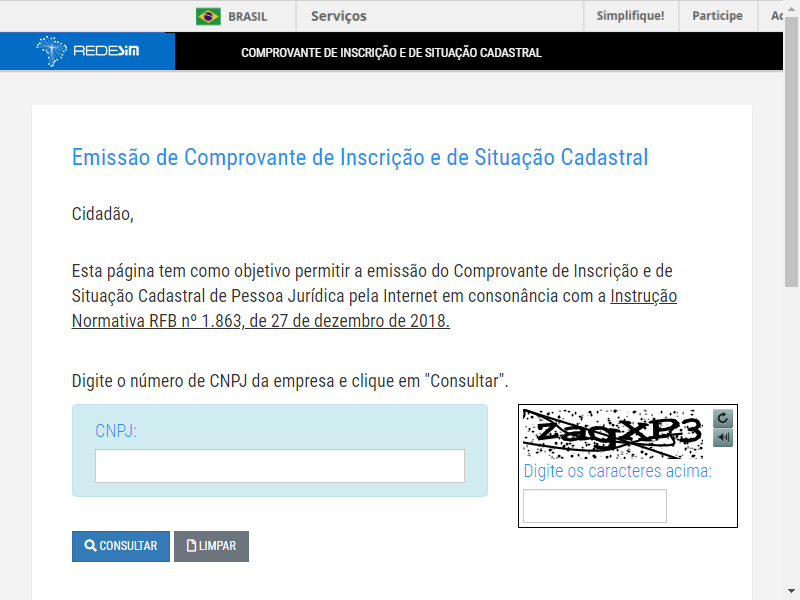 BRASIL
Serviços
Simplifique!
Participe
REDESIM
COMPROVANTE DE INSCRIÇÃO E DE SITUAÇÃO CADASTRAL
Emissão de Comprovante de Inscrição e de Situação Cadastral
Cidadão,
Esta página tem como objetivo permitir a emissão do Comprovante de Inscrição e de
Situação Cadastral de Pessoa Jurídica pela Internet em consonância com a Instrução
Normativa RFB nº 1.863, de 27 de dezembro de 2018.
Digite o número de CNPJ da empresa e clique em "Consultar".
CNPJ:
Digite os caracteres acima:
CONSULTAR
LIMPAR